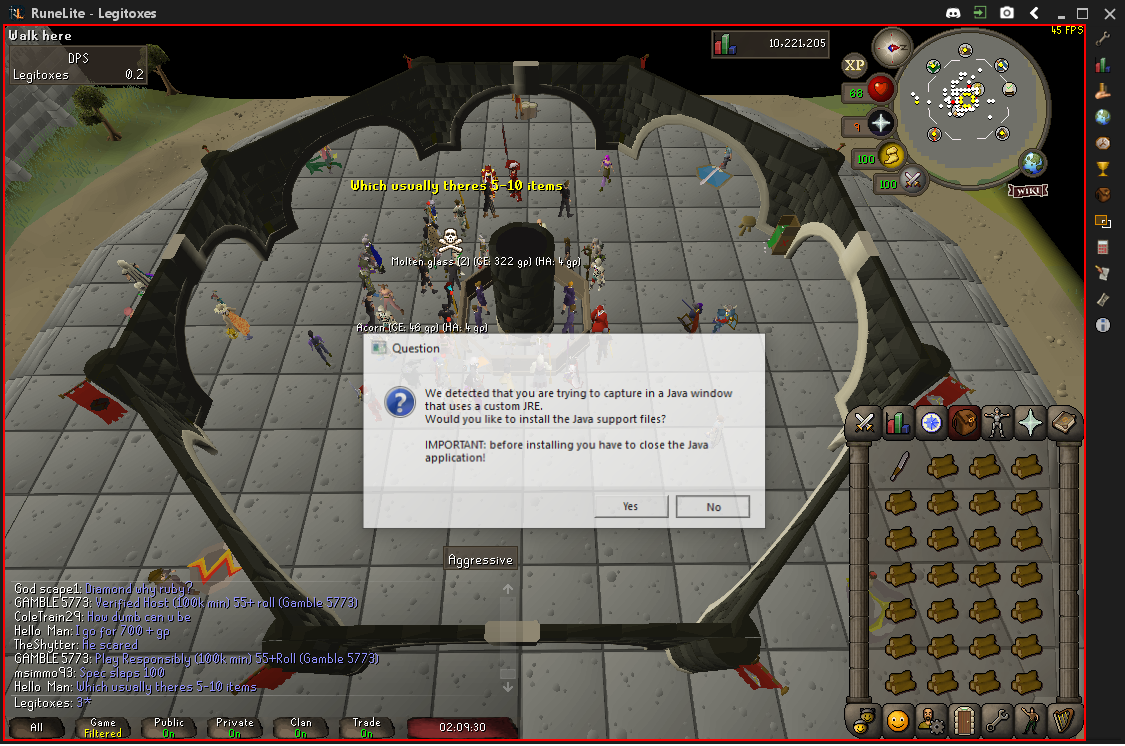 RuneLite - Legitoxes
Walk here
45 FPS
DPS
Legitoxes 0.2
10,221,205
XP
68
9
100
100
WIKI
Which usually theres 5-10 items
Molten glass (2) (GE: 322 gp) (HA: 4 gp)
Acorn (GE: 46 gp) (HA: 4 gp)
Question
We detected that you are trying to capture in a Java window
that uses a custom JRE.
Would you like to install the Java support files?
IMPORTANT: before installing you have to close the Java
application!
Yes No
Aggressive
God scape1: Diamond why ruby?
GAMBLE 5773: Verified Host (100k min) 55+ roll (Gamble 5773)
ColeTrain29: How dumb can u be
Hello Man: I go for 700 + gp
TheShytter: He scared
GAMBLE 5773: Play Responsibly (100k min) 55+Roll (Gamble 5773)
msimmo93: Spec slaps 100
Hello Man: Which usually theres 5-10 items
Legitoxes: 3*
All
Game
Filtered
Public
On
Private
On
Clan
On
Trade
On
02:09:30